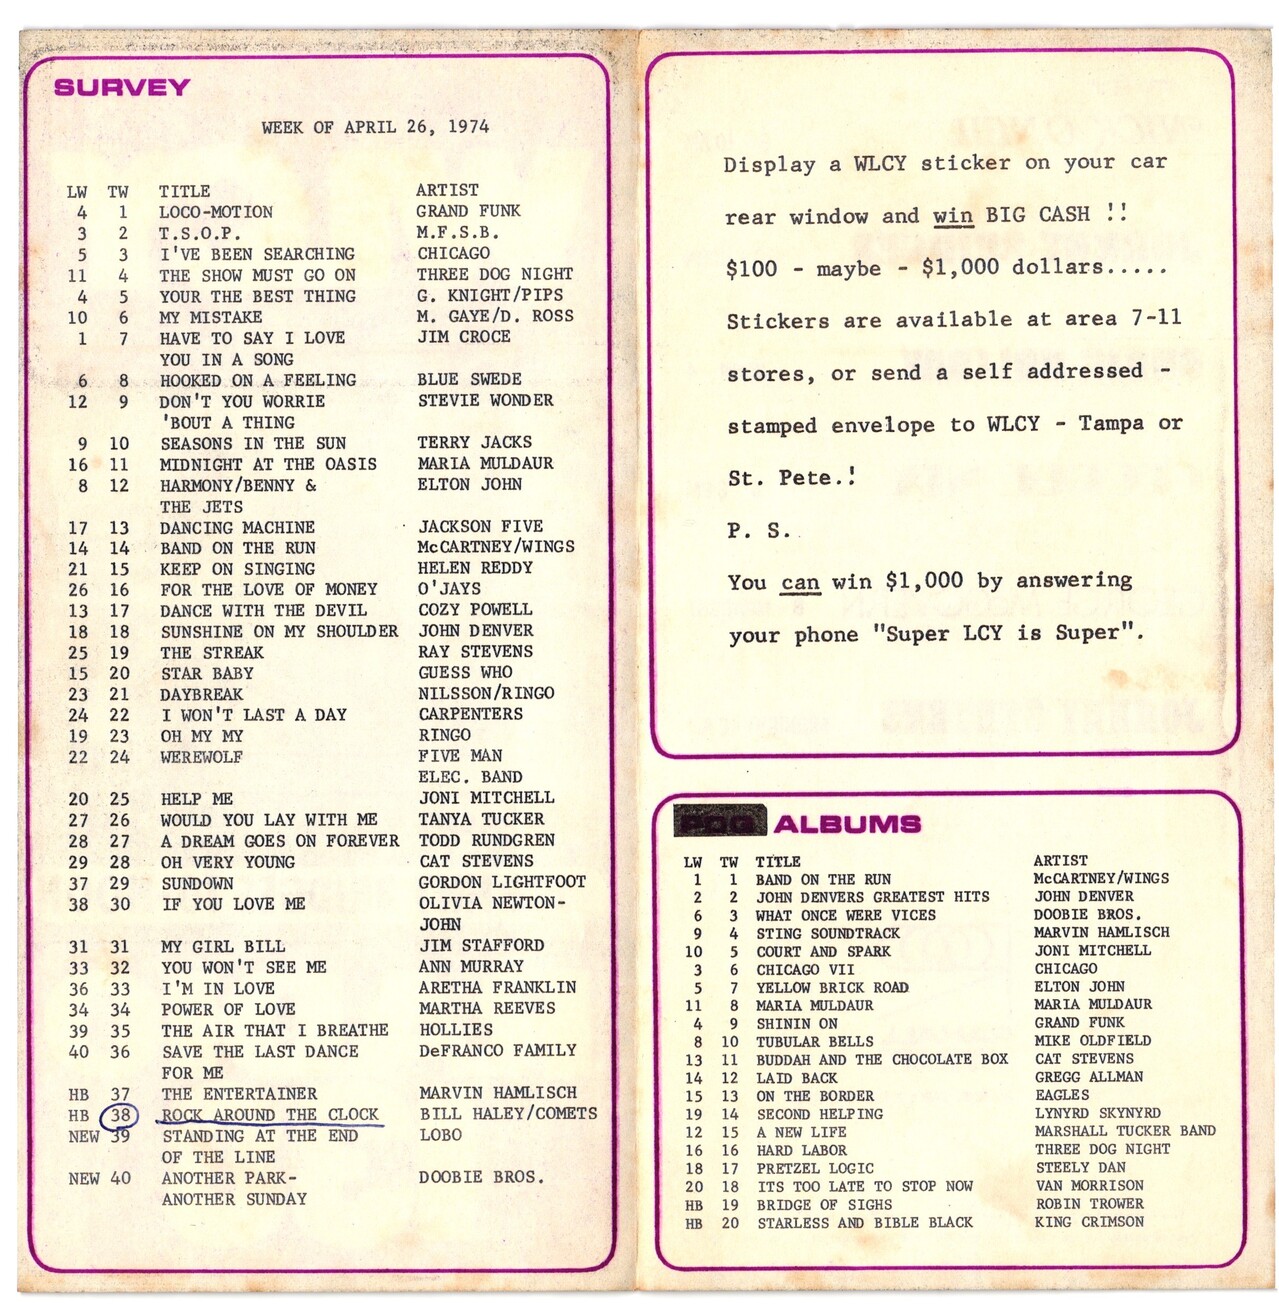 SURVEY
WEEK OF APRIL 26, 1974
LW TW TITLE ARTIST
4 1 LOCO-MOTION GRAND FUNK
3 2 T.S.O.P. M.F.S.B.
5 3 I'VE BEEN SEARCHING CHICAGO
11 4 THE SHOW MUST GO ON THREE DOG NIGHT
4 5 YOUR THE BEST THING G. KNIGHT/PIPS
10 6 MY MISTAKE M. GAYE/D. ROSS
1 7 HAVE TO SAY I LOVE JIM CROCE
YOU IN A SONG
6 8 HOOKED ON A FEELING BLUE SWEDE
12 9 DON'T YOU WORRIE STEVIE WONDER
'BOUT A THING
9 10 SEASONS IN THE SUN TERRY JACKS
16 11 MIDNIGHT AT THE OASIS MARIA MULDAUR
8 12 HARMONY/BENNY & ELTON JOHN
THE JETS
17 13 DANCING MACHINE JACKSON FIVE
14 14 BAND ON THE RUN McCARTNEY/WINGS
21 15 KEEP ON SINGING HELEN REDDY
26 16 FOR THE LOVE OF MONEY O'JAYS
13 17 DANCE WITH THE DEVIL COZY POWELL
18 18 SUNSHINE ON MY SHOULDER JOHN DENVER
25 19 THE STREAK RAY STEVENS
15 20 STAR BABY GUESS WHO
23 21 DAYBREAK NILSSON/RINGO
24 22 I WON'T LAST A DAY CARPENTERS
19 23 OH MY MY RINGO
22 24 WEREWOLF FIVE MAN
ELEC. BAND
20 25 HELP ME JONI MITCHELL
27 26 WOULD YOU LAY WITH ME TANYA TUCKER
28 27 A DREAM GOES ON FOREVER TODD RUNDGREN
29 28 OH VERY YOUNG CAT STEVENS
37 29 SUNDOWN GORDON LIGHTFOOT
38 30 IF YOU LOVE ME OLIVIA NEWTON-
JOHN
31 31 MY GIRL BILL JIM STAFFORD
33 32 YOU WON'T SEE ME ANN MURRAY
36 33 I'M IN LOVE ARETHA FRANKLIN
34 34 POWER OF LOVE MARTHA REEVES
39 35 THE AIR THAT I BREATHE HOLLIES
40 36 SAVE THE LAST DANCE DeFRANCO FAMILY
FOR ME
HB 37 THE ENTERTAINER MARVIN HAMLISCH
HB 38 ROCK AROUND THE CLOCK BILL HALEY/COMETS
NEW 39 STANDING AT THE END LOBO
OF THE LINE
NEW 40 ANOTHER PARK- DOOBIE BROS.
ANOTHER SUNDAY
Display a WLCY sticker on your car
rear window and win BIG CASH !!
$100 - maybe - $1,000 dollars.....
Stickers are available at area 7-11
stores, or send a self addressed -
stamped envelope to WLCY - Tampa or
St. Pete.!
P. S.
You can win $1,000 by answering
your phone "Super LCY is Super".
ALBUMS
LW TW TITLE ARTIST
1 1 BAND ON THE RUN McCARTNEY/WINGS
2 2 JOHN DENVERS GREATEST HITS JOHN DENVER
6 3 WHAT ONCE WERE VICES DOOBIE BROS.
9 4 STING SOUNDTRACK MARVIN HAMLISCH
10 5 COURT AND SPARK JONI MITCHELL
3 6 CHICAGO VII CHICAGO
5 7 YELLOW BRICK ROAD ELTON JOHN
11 8 MARIA MULDAUR MARIA MULDAUR
4 9 SHININ ON GRAND FUNK
8 10 TUBULAR BELLS MIKE OLDFIELD
13 11 BUDDAH AND THE CHOCOLATE BOX CAT STEVENS
14 12 LAID BACK GREGG ALLMAN
15 13 ON THE BORDER EAGLES
19 14 SECOND HELPING LYNYRD SKYNYRD
12 15 A NEW LIFE MARSHALL TUCKER BAND
16 16 HARD LABOR THREE DOG NIGHT
18 17 PRETZEL LOGIC STEELY DAN
20 18 ITS TOO LATE TO STOP NOW VAN MORRISON
HB 19 BRIDGE OF SIGHS ROBIN TROWER
HB 20 STARLESS AND BIBLE BLACK KING CRIMSON